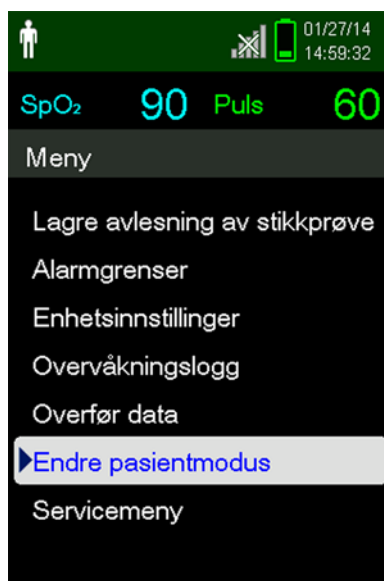 01/27/14
14:59:32
SpO₂ 90 Puls 60
Meny
Lagre avlesning av stikkprøve
Alarmgrenser
Enhetsinnstillinger
Overvåkningslogg
Overfør data
Endre pasientmodus
Servicemeny